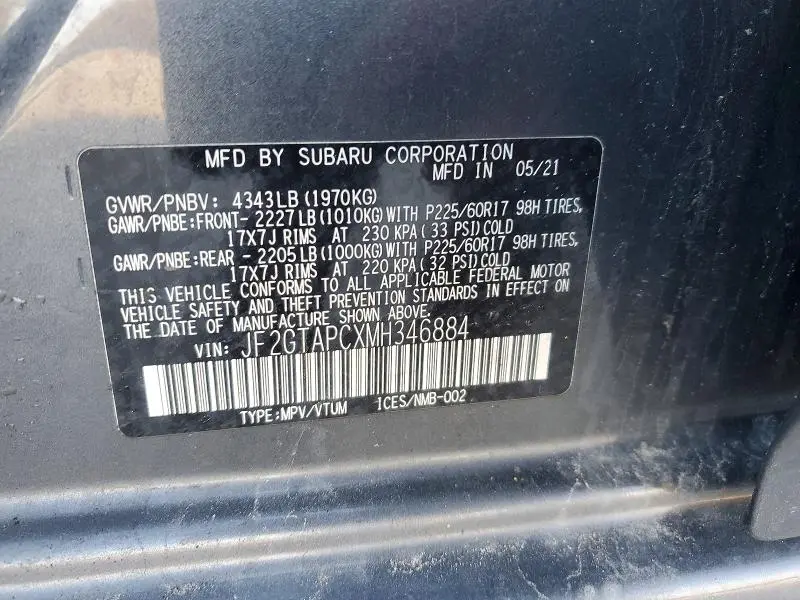 MFD BY SUBARU CORPORATION
MFD IN 05/21
GVWR/PNBV: 4343LB (1970KG)
GAWR/PNBE:FRONT- 2227LB(1010KG)WITH P225/60R17 98H TIRES,
17X7J RIMS AT 230 KPA( 33 PSI)COLD
GAWR/PNBE:REAR - 2205LB(1000KG)WITH P225/60R17 98H TIRES,
17X7J RIMS AT 220 KPA( 32 PSI)COLD
THIS VEHICLE CONFORMS TO ALL APPLICABLE FEDERAL MOTOR
VEHICLE SAFETY AND THEFT PREVENTION STANDARDS IN EFFECT ON
THE DATE OF MANUFACTURE SHOWN ABOVE.
VIN: JF2GTAPCXMH346884
TYPE:MPV/VTUM ICES/NMB-002